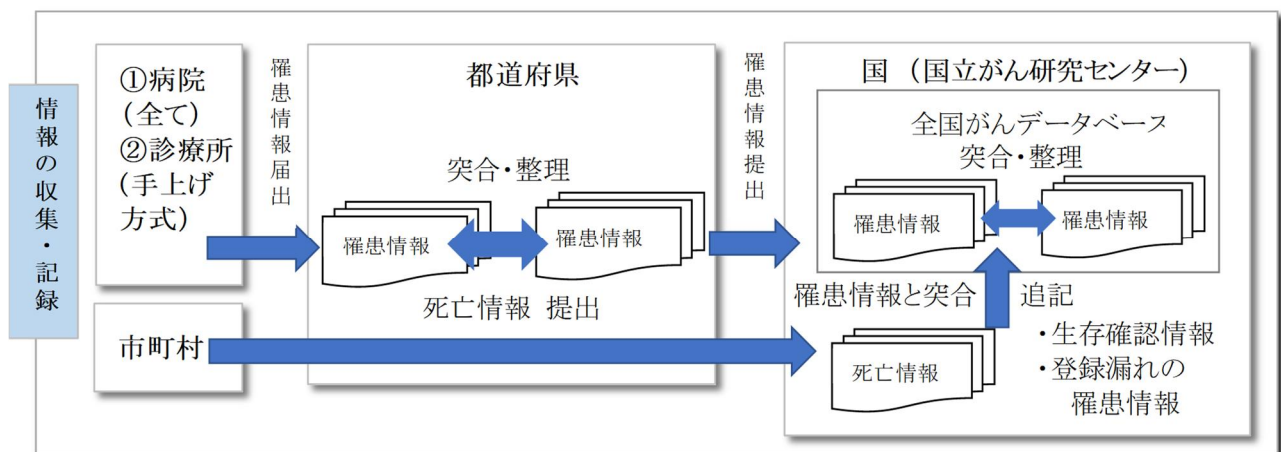 情報の収集・記録
①病院
(全て)
②診療所
(手上げ
方式)
罹患情報届出
都道府県
突合・整理
罹患情報
罹患情報
死亡情報 提出
市町村
罹患情報提出
国 (国立がん研究センター)
全国がんデータベース
突合・整理
罹患情報
罹患情報
罹患情報と突合
追記
死亡情報
・生存確認情報
・登録漏れの
罹患情報